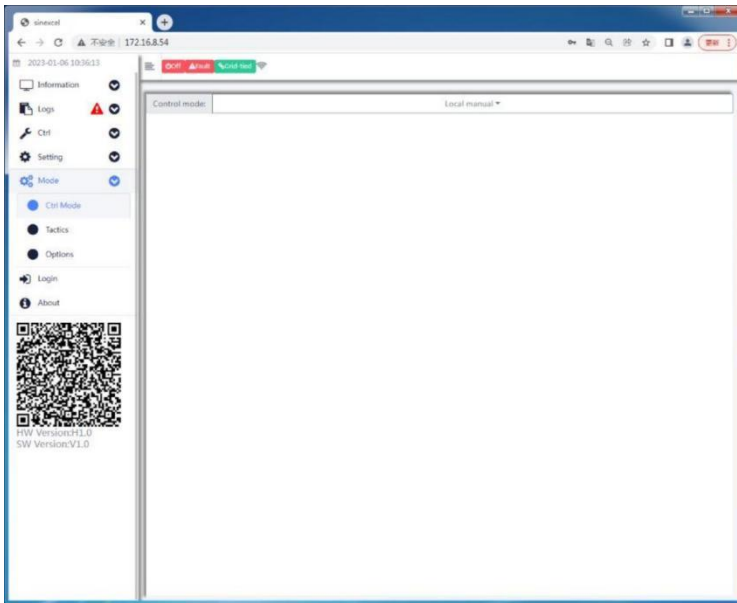 sinexcel
不安全 172.16.8.54
更新
2023-01-06 10:36:13
Off Fault Grid-tied
Information
Logs
Ctrl
Setting
Mode
Ctrl Mode
Tactics
Options
Login
About
Control mode: Local manual
HW Version:H1.0
SW Version:V1.0